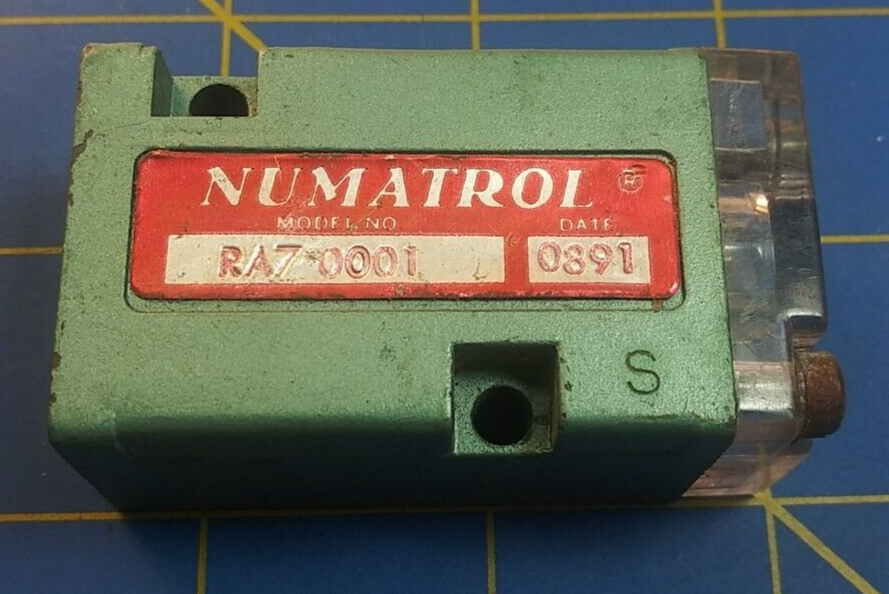 NUMATROL ®
MODEL NO DATE
RA7 0001 0891
S